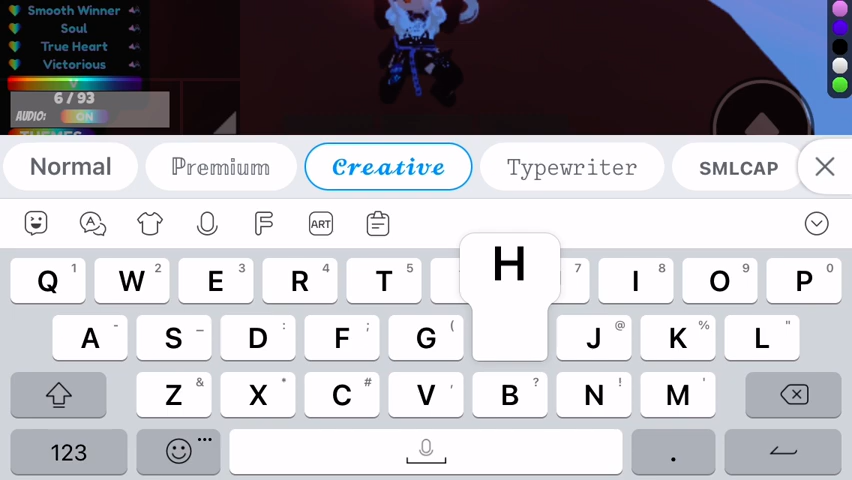 Smooth Winner
Soul
True Heart
Victorious
6 / 93
AUDIO: ON
THEMES
Normal Premium Creative Typewriter SMLCAP
ART
Q 1 W 2 E 3 R 4 T 5 H 7 I 8 O 9 P 0
A - S _ D : F ; G ( J @ K % L "
Z & X * C # V , B ? N ! M '
123 .